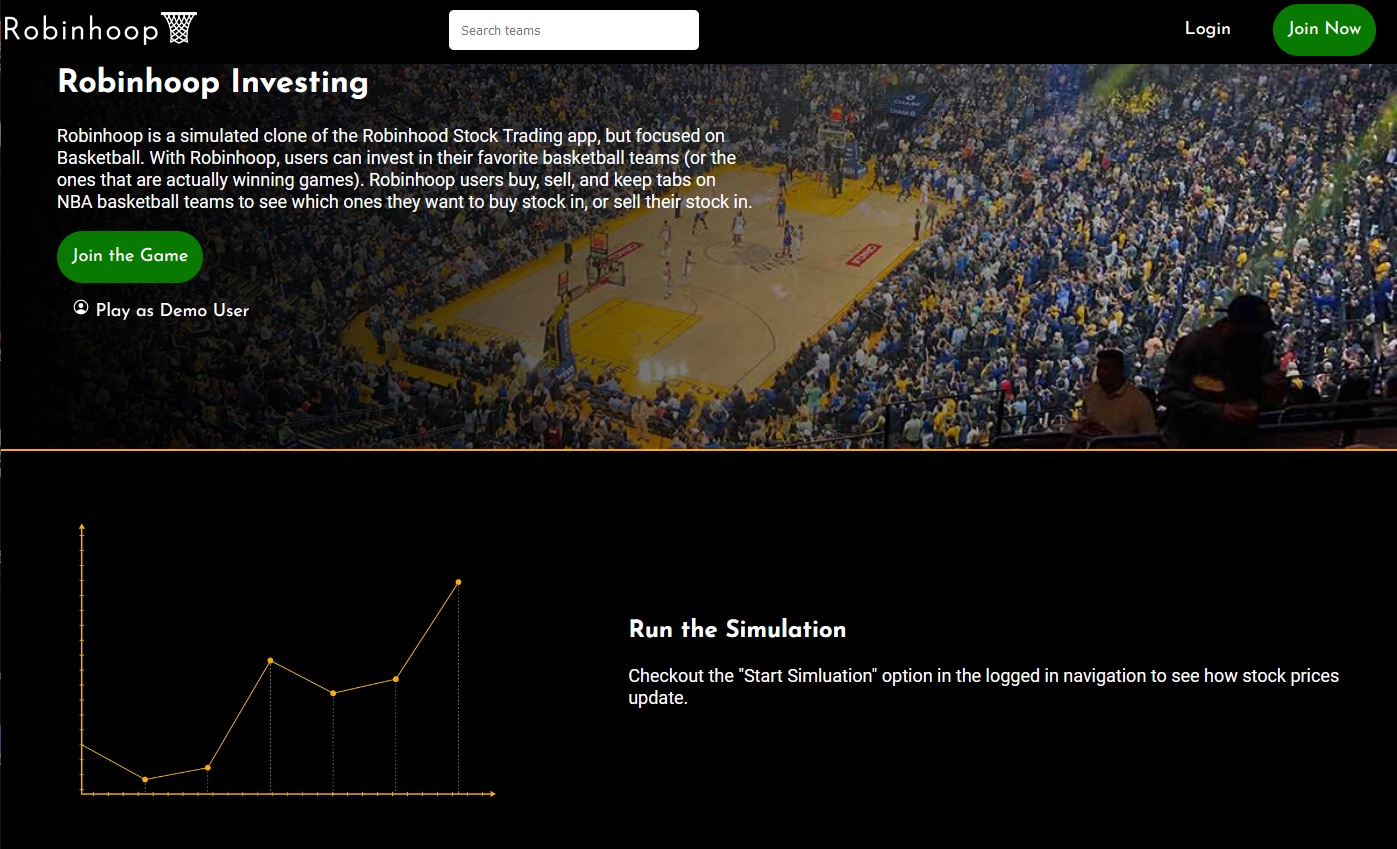 Robinhoop
Search teams
Login
Join Now
Robinhoop Investing
Robinhoop is a simulated clone of the Robinhood Stock Trading app, but focused on
Basketball. With Robinhoop, users can invest in their favorite basketball teams (or the
ones that are actually winning games). Robinhoop users buy, sell, and keep tabs on
NBA basketball teams to see which ones they want to buy stock in, or sell their stock in.
Join the Game
Play as Demo User
Run the Simulation
Checkout the "Start Simluation" option in the logged in navigation to see how stock prices
update.